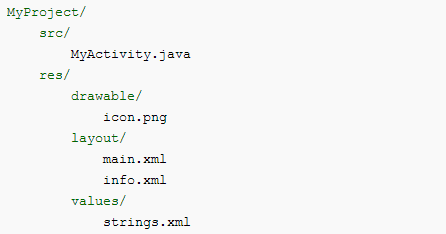 MyProject/
    src/
        MyActivity.java
    res/
        drawable/
            icon.png
        layout/
            main.xml
            info.xml
        values/
            strings.xml